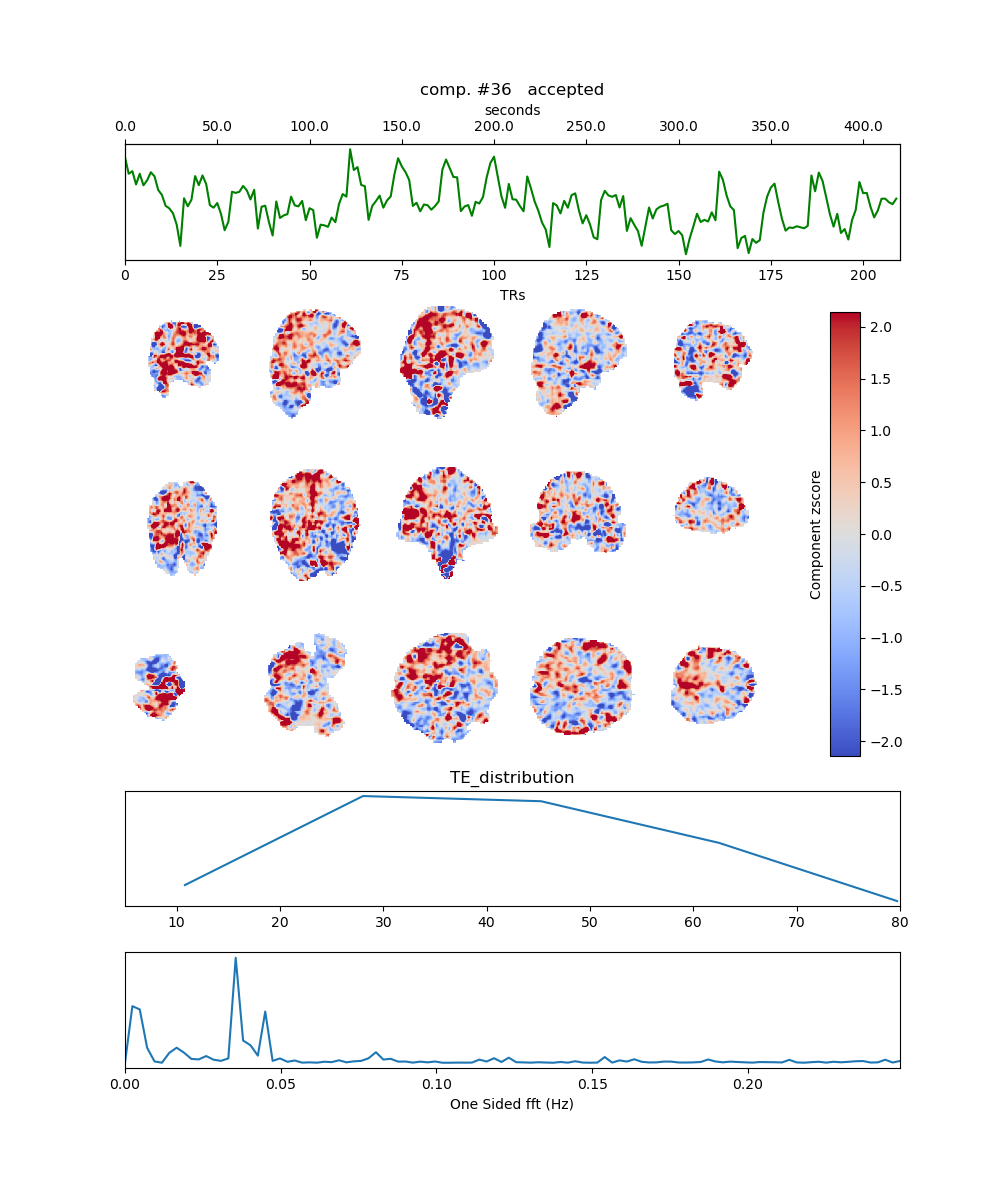 comp. #36   accepted
seconds
0.0 50.0 100.0 150.0 200.0 250.0 300.0 350.0 400.0
0 25 50 75 100 125 150 175 200
TRs
2.0
1.5
1.0
0.5
0.0
−0.5
−1.0
−1.5
−2.0
Component zscore
TE_distribution
10 20 30 40 50 60 70 80
0.00 0.05 0.10 0.15 0.20
One Sided fft (Hz)